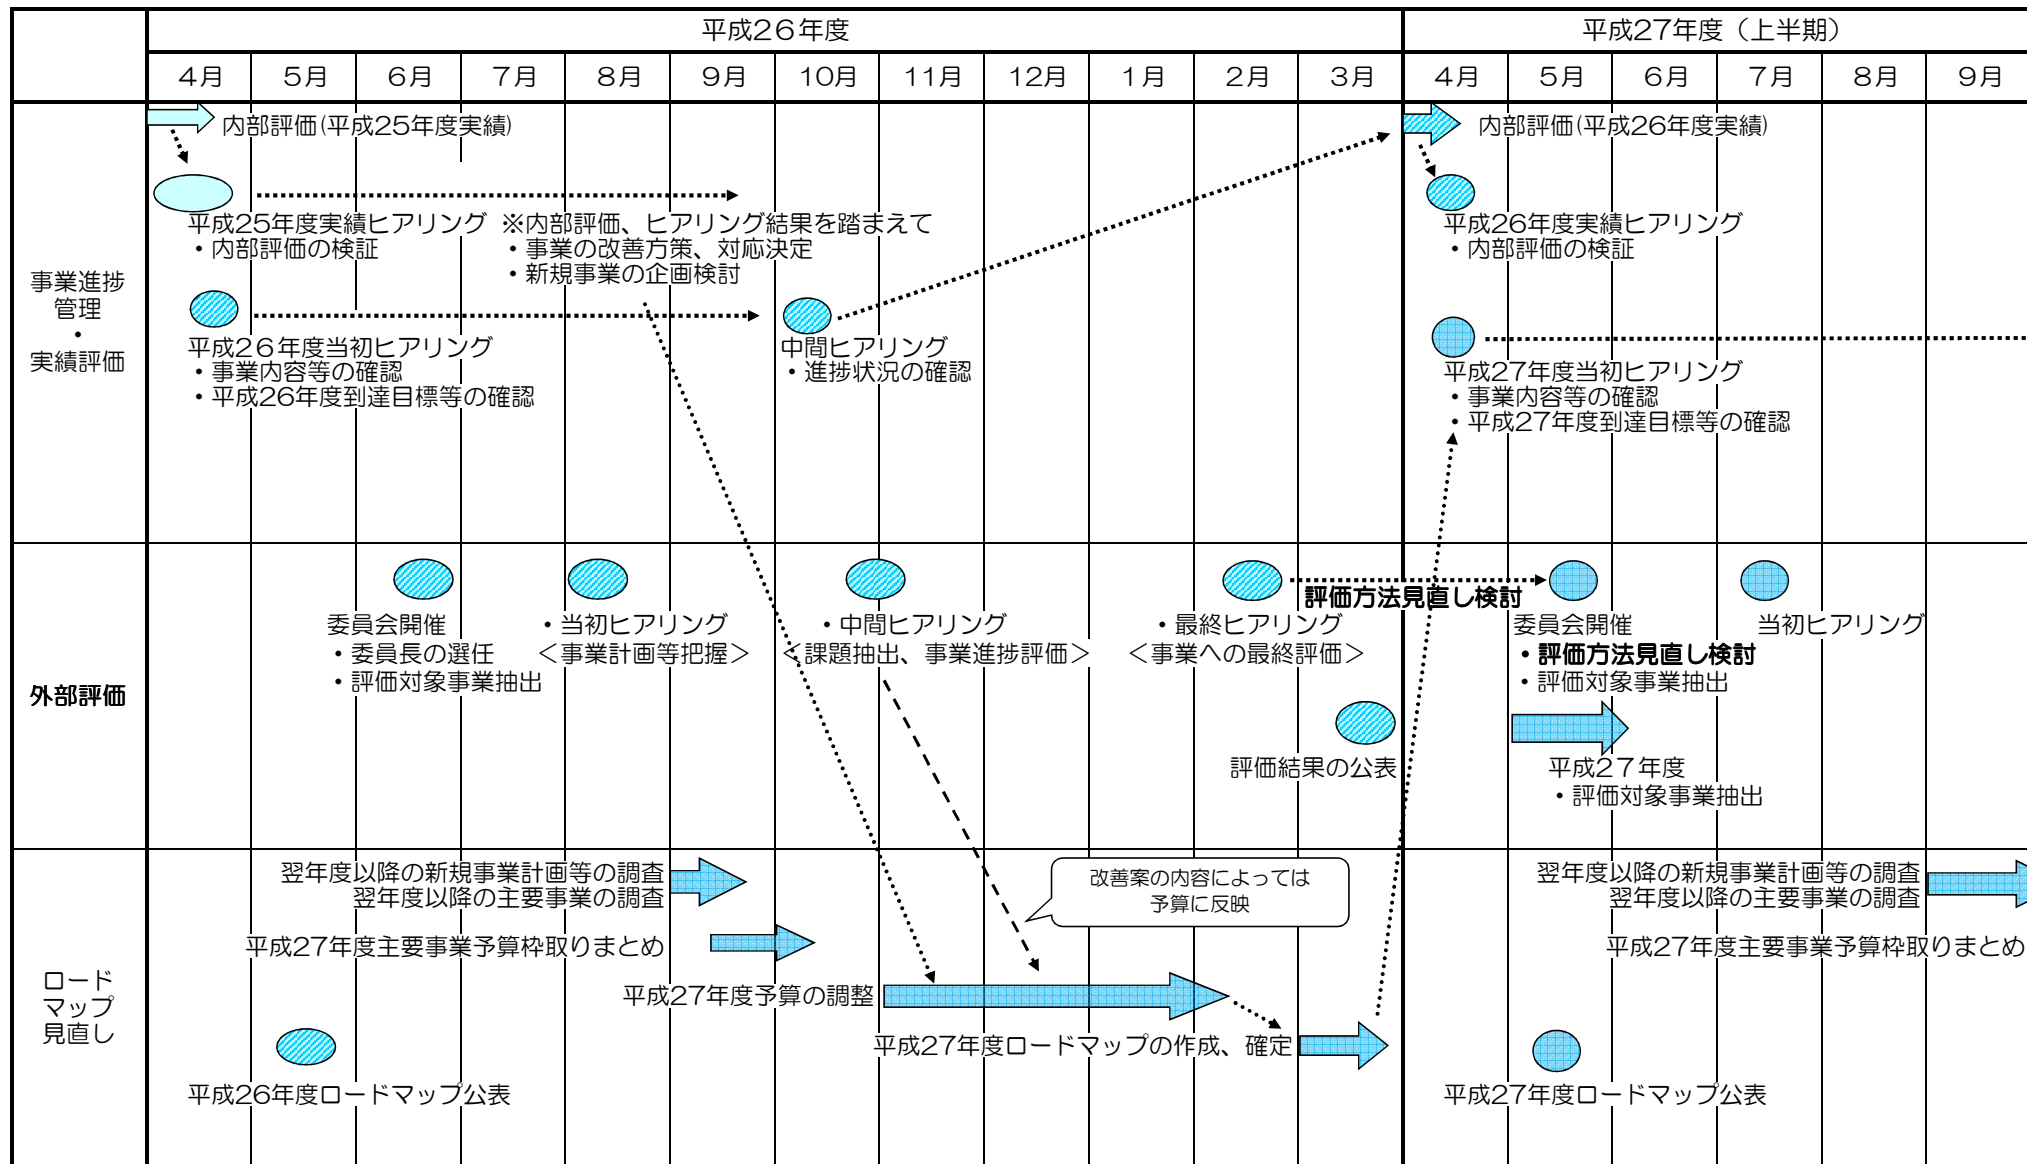 平成26年度
平成27年度（上半期）
4月 5月 6月 7月 8月 9月 10月 11月 12月 1月 2月 3月 4月 5月 6月 7月 8月 9月
事業進捗
管理
・
実績評価
内部評価(平成25年度実績)
平成25年度実績ヒアリング
・内部評価の検証
※内部評価、ヒアリング結果を踏まえて
・事業の改善方策、対応決定
・新規事業の企画検討
平成26年度当初ヒアリング
・事業内容等の確認
・平成26年度到達目標等の確認
中間ヒアリング
・進捗状況の確認
内部評価(平成26年度実績)
平成26年度実績ヒアリング
・内部評価の検証
平成27年度当初ヒアリング
・事業内容等の確認
・平成27年度到達目標等の確認
外部評価
委員会開催
・委員長の選任
・評価対象事業抽出
・当初ヒアリング
＜事業計画等把握＞
・中間ヒアリング
＜課題抽出、事業進捗評価＞
・最終ヒアリング
＜事業への最終評価＞
評価方法見直し検討
評価結果の公表
委員会開催
・評価方法見直し検討
・評価対象事業抽出
当初ヒアリング
平成27年度
・評価対象事業抽出
ロード
マップ
見直し
翌年度以降の新規事業計画等の調査
翌年度以降の主要事業の調査
平成27年度主要事業予算枠取りまとめ
改善案の内容によっては
予算に反映
平成27年度予算の調整
平成27年度ロードマップの作成、確定
平成26年度ロードマップ公表
翌年度以降の新規事業計画等の調査
翌年度以降の主要事業の調査
平成27年度主要事業予算枠取りまとめ
平成27年度ロードマップ公表